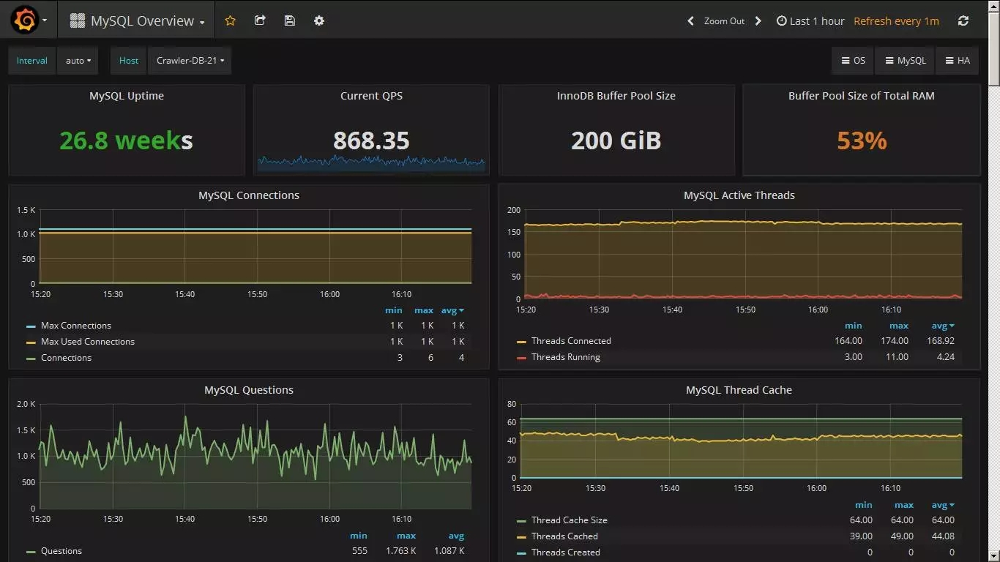 MySQL Overview
Zoom Out
Last 1 hour
Refresh every 1m
Interval
auto
Host
Crawler-DB-21
OS
MySQL
HA
MySQL Uptime
26.8 weeks
Current QPS
868.35
InnoDB Buffer Pool Size
200 GiB
Buffer Pool Size of Total RAM
53%
MySQL Connections
1.5 K
1.0 K
500
0
15:20 15:30 15:40 15:50 16:00 16:10
min max avg
Max Connections 1 K 1 K 1 K
Max Used Connections 1 K 1 K 1 K
Connections 3 6 4
MySQL Active Threads
200
150
100
50
0
15:20 15:30 15:40 15:50 16:00 16:10
min max avg
Threads Connected 164.00 174.00 168.92
Threads Running 3.00 11.00 4.24
MySQL Questions
2.0 K
1.5 K
1.0 K
500
0
15:20 15:30 15:40 15:50 16:00 16:10
min max avg
Questions 555 1.763 K 1.087 K
MySQL Thread Cache
80
60
40
20
0
15:20 15:30 15:40 15:50 16:00 16:10
min max avg
Thread Cache Size 64.00 64.00 64.00
Threads Cached 39.00 49.00 44.08
Threads Created 0 0 0